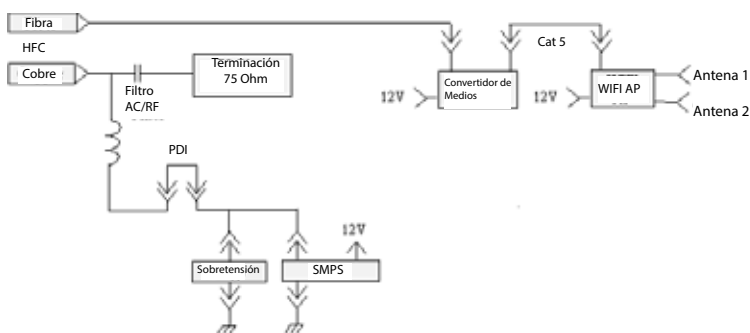 Fibra
HFC
Cobre
Filtro
AC/RF
Terminación
75 Ohm
Cat 5
12V
Convertidor de
Medios
12V
WIFI AP
Antena 1
Antena 2
PDI
12V
Sobretensión
SMPS